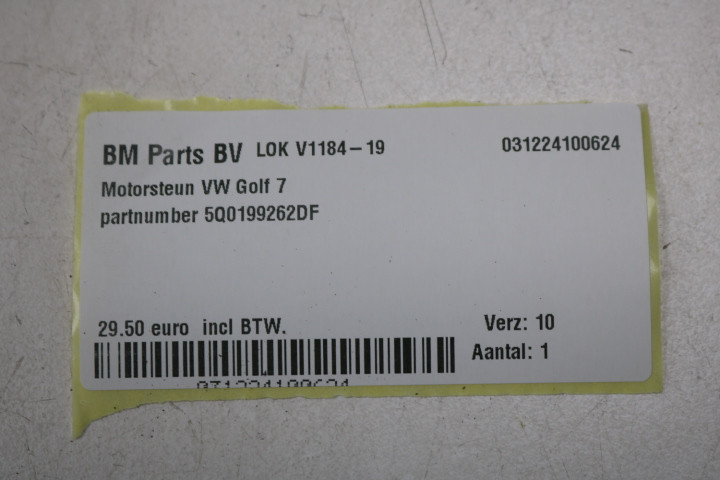 BM Parts BV LOK V1184-19 031224100624
Motorsteun VW Golf 7
partnumber 5Q0199262DF
29.50 euro incl BTW. Verz: 10
Aantal: 1
031224100624